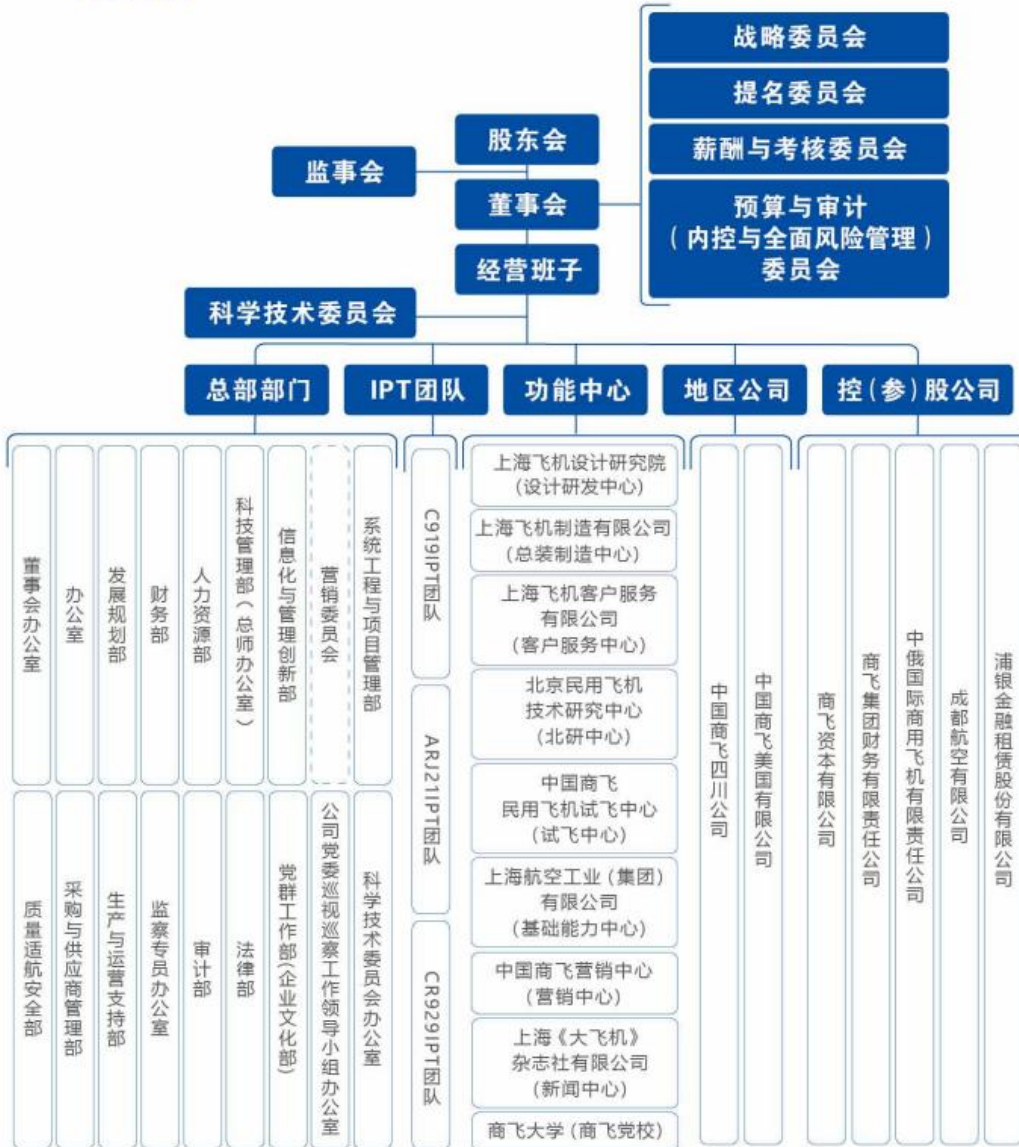 战略委员会
提名委员会
薪酬与考核委员会
预算与审计
(内控与全面风险管理)
委员会
股东会
监事会
董事会
经营班子
科学技术委员会
总部部门
IPT团队
功能中心
地区公司
控(参)股公司
董事会办公室
办公室
发展规划部
财务部
人力资源部
科技管理部(总师办公室)
信息化与管理创新部
营销委员会
系统工程与项目管理部
质量适航安全部
采购与供应商管理部
生产与运营支持部
监察专员办公室
审计部
法律部
党群工作部(企业文化部)
公司党委巡视巡察工作领导小组办公室
科学技术委员会办公室
C919IPT团队
ARJ21IPT团队
CR929IPT团队
上海飞机设计研究院
(设计研发中心)
上海飞机制造有限公司
(总装制造中心)
上海飞机客户服务
有限公司
(客户服务中心)
北京民用飞机
技术研究中心
(北研中心)
中国商飞
民用飞机试飞中心
(试飞中心)
上海航空工业(集团)
有限公司
(基础能力中心)
中国商飞营销中心
(营销中心)
上海《大飞机》
杂志社有限公司
(新闻中心)
商飞大学(商飞党校)
中国商飞四川公司
中国商飞美国有限公司
商飞资本有限公司
商飞集团财务有限责任公司
中俄国际商用飞机有限责任公司
成都航空有限公司
浦银金融租赁股份有限公司